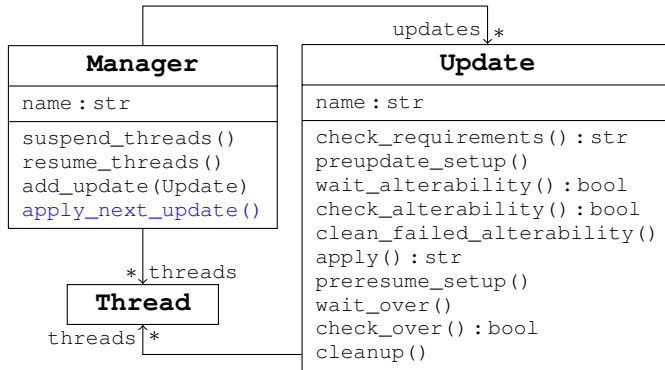 updates *
Manager
name : str
suspend_threads()
resume_threads()
add_update(Update)
apply_next_update()
Update
name : str
check_requirements() : str
preupdate_setup()
wait_alterability() : bool
check_alterability() : bool
clean_failed_alterability()
apply() : str
preresume_setup()
wait_over()
check_over() : bool
cleanup()
* threads
Thread
threads *